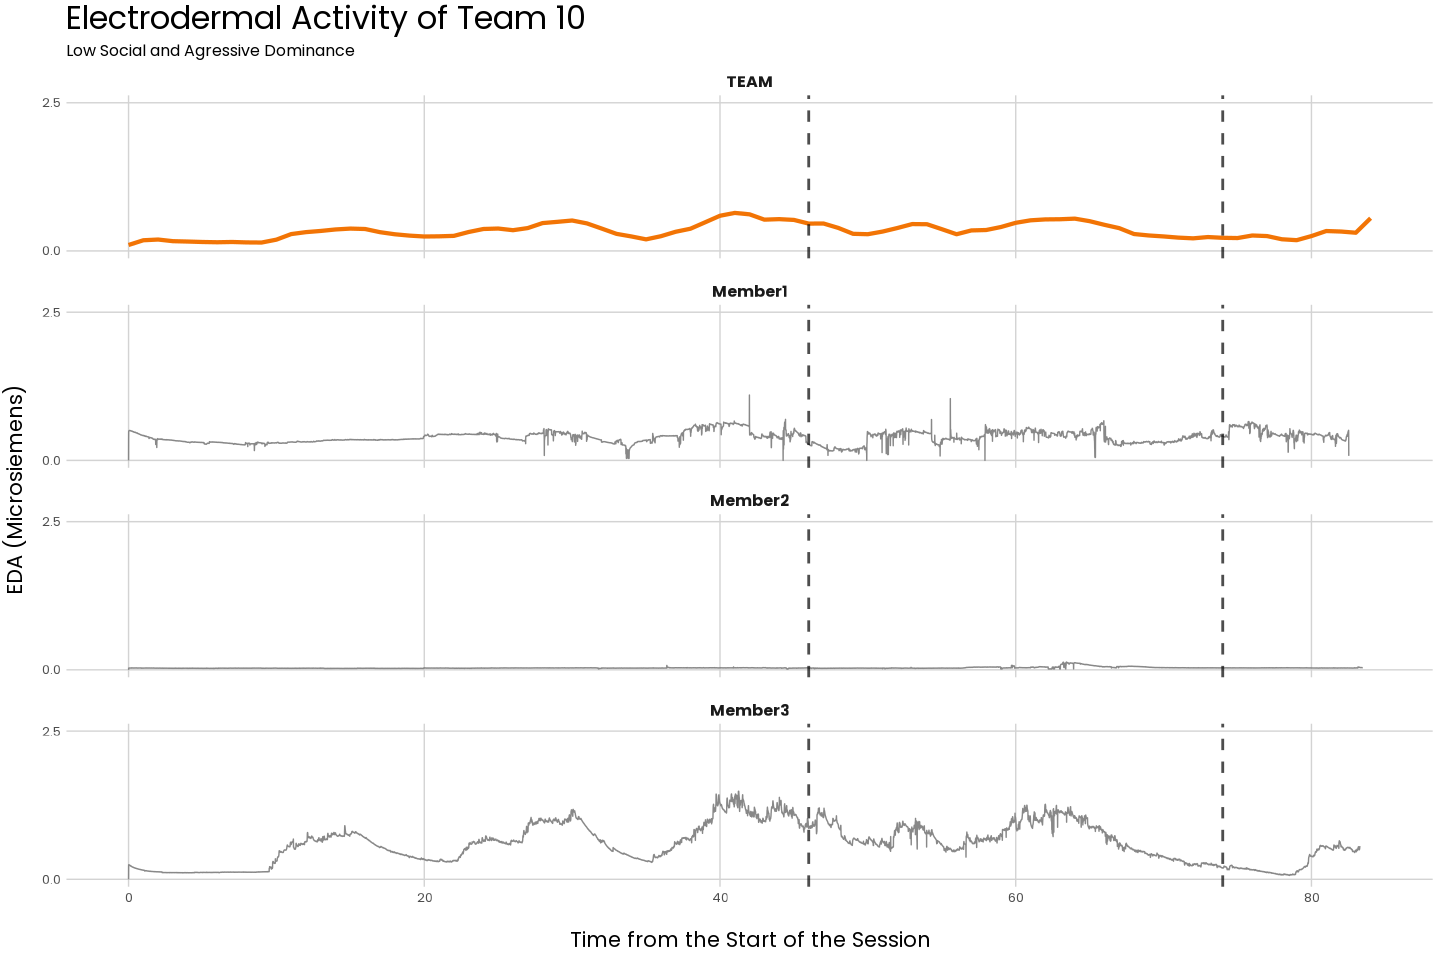 Electrodermal Activity of Team 10
Low Social and Agressive Dominance
TEAM
2.5
0.0
Member1
2.5
0.0
Member2
2.5
0.0
Member3
2.5
0.0
0 20 40 60 80
EDA (Microsiemens)
Time from the Start of the Session